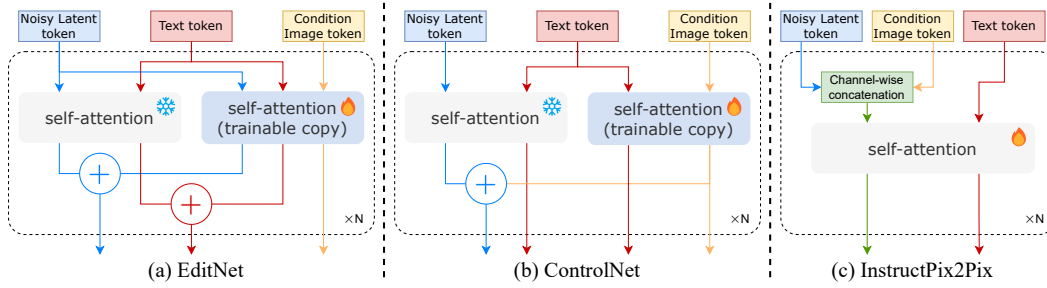 Noisy Latent
token
Text token
Condition
Image token
self-attention
self-attention
(trainable copy)
+
+
×N
(a) EditNet
Noisy Latent
token
Text token
Condition
Image token
self-attention
self-attention
(trainable copy)
+
×N
(b) ControlNet
Noisy Latent
token
Condition
Image token
Text token
Channel-wise
concatenation
self-attention
×N
(c) InstructPix2Pix